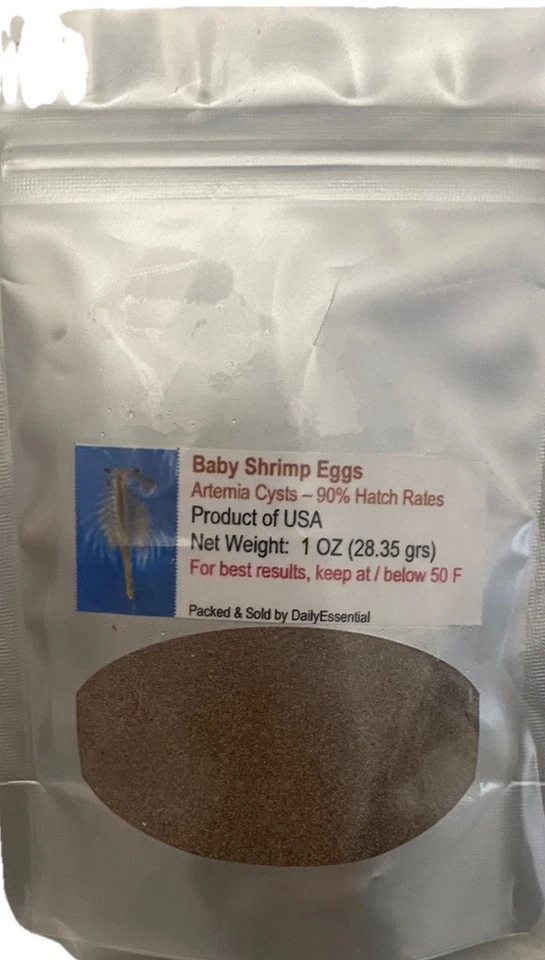 Baby Shrimp Eggs
Artemia Cysts – 90% Hatch Rates
Product of USA
Net Weight: 1 OZ (28.35 grs)
For best results, keep at / below 50 F
Packed & Sold by DailyEssential